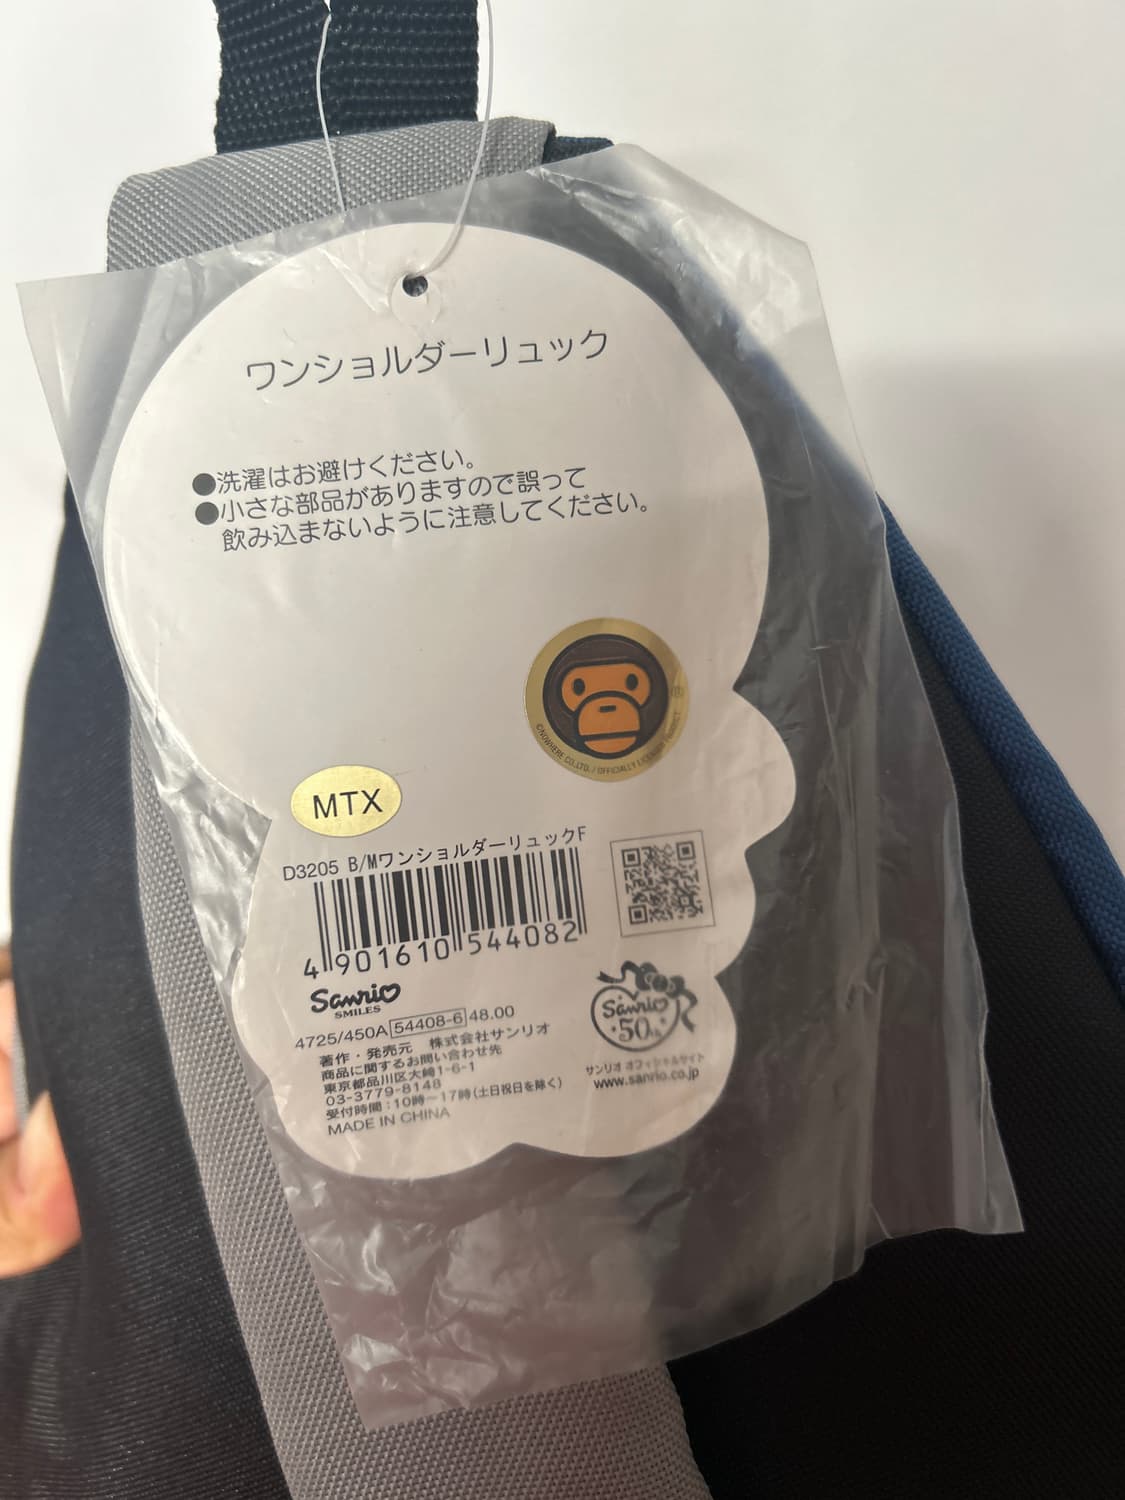 ワンショルダーリュック
●洗濯はお避けください。
●小さな部品がありますので誤って
飲み込まないように注意してください。
©NOWHERE CO.,LTD. / OFFICIALLY LICENSED PRODUCT
MTX
D3205 B/MワンショルダーリュックF
4 901610 544082
Sanrio
SMILES
4725/450A 54408-6 48.00
著作・発売元 株式会社サンリオ
商品に関するお問い合わせ先
東京都品川区大崎1-6-1
03-3779-8148
受付時間:10時〜17時(土日祝日を除く)
MADE IN CHINA
Sanrio
50th
サンリオ オフィシャルサイト
www.sanrio.co.jp